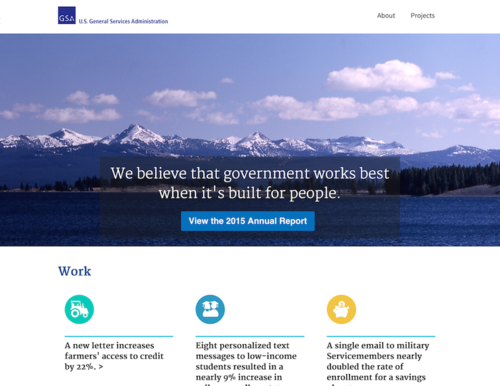 GSA U.S. General Services Administration About Projects
We believe that government works best
when it's built for people.
View the 2015 Annual Report
Work
A new letter increases
farmers' access to credit
by 22%. >
Eight personalized text
messages to low-income
students resulted in a
nearly 9% increase in
A single email to military
Servicemembers nearly
doubled the rate of
enrollment for a savings